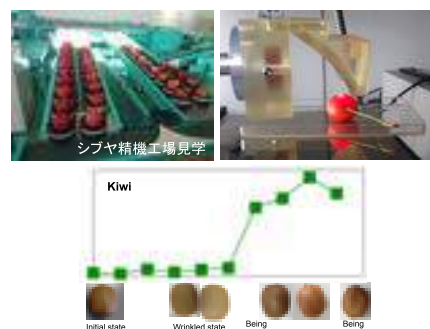 シブヤ精機工場見学
Kiwi
Initial state
Wrinkled state
Being
Being